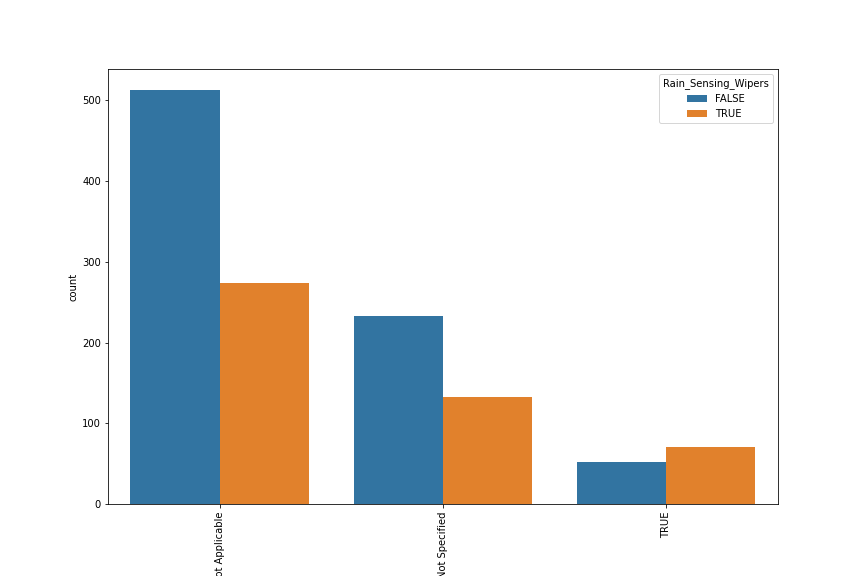 Rain_Sensing_Wipers
FALSE
TRUE
500
400
300
200
100
0
count
ot Applicable
Not Specified
TRUE